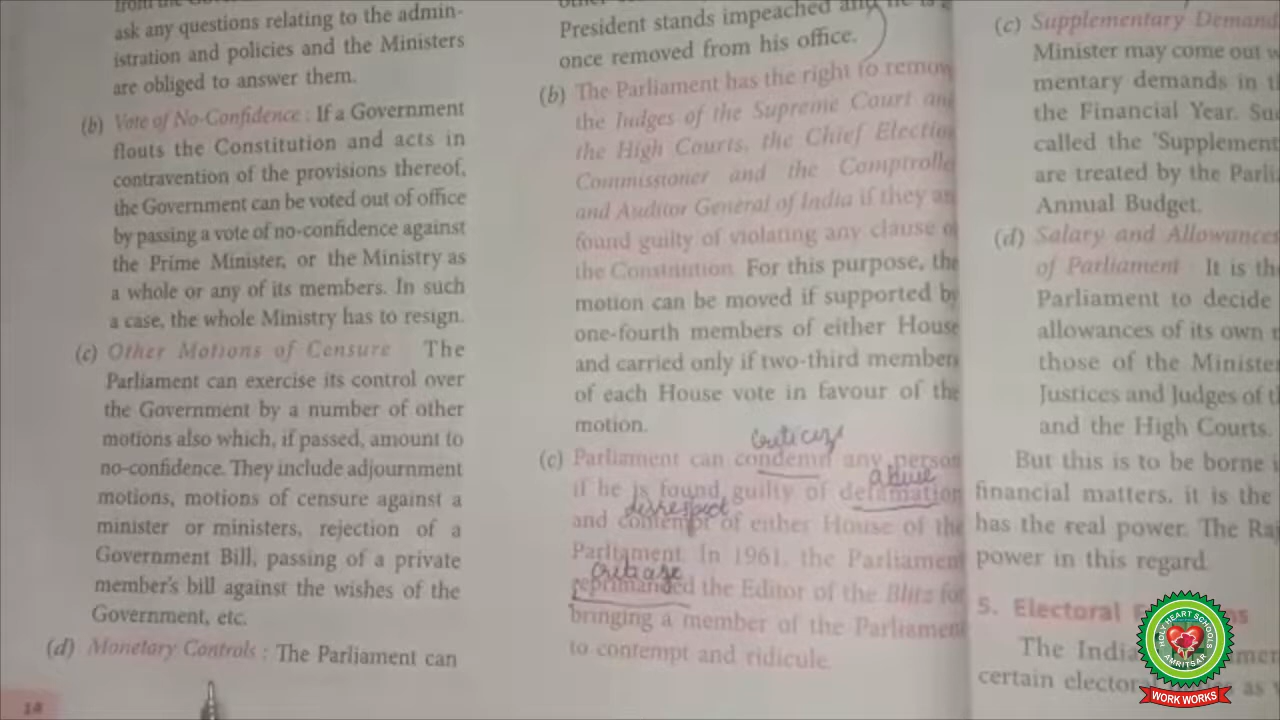 ask any questions relating to the admin-
istration and policies and the Ministers
are obliged to answer them.
(b) Vote of No-Confidence : If a Government
flouts the Constitution and acts in
contravention of the provisions thereof,
the Government can be voted out of office
by passing a vote of no-confidence against
the Prime Minister, or the Ministry as
a whole or any of its members. In such
a case, the whole Ministry has to resign.
(c) Other Motions of Censure The
Parliament can exercise its control over
the Government by a number of other
motions also which, if passed, amount to
no-confidence. They include adjournment
motions, motions of censure against a
minister or ministers, rejection of a
Government Bill, passing of a private
member's bill against the wishes of the
Government, etc.
(d) Monetary Controls : The Parliament can
14
President stands impeached and he is
once removed from his office.
(b) The Parliament has the right to remov
the Judges of the Supreme Court an
the High Courts, the Chief Electio
Commissioner and the Comptrolle
and Auditor General of India if they a
found guilty of violating any clause o
the Constitution. For this purpose, the
motion can be moved if supported by
one-fourth members of either House
and carried only if two-third member
of each House vote in favour of the
motion.
criticize
(c) Parliament can condemn any person
abuse
if he is found guilty of defamation
disrespect
and contempt of either House of the
Parliament. In 1961, the Parliament
criticize
reprimanded the Editor of the Blitz for
bringing a member of the Parliament
to contempt and ridicule.
(c) Supplementary Demand
Minister may come out w
mentary demands in t
the Financial Year. Su
called the 'Supplement
are treated by the Parli
Annual Budget.
(d) Salary and Allowances
of Parliament It is the
Parliament to decide
allowances of its own
those of the Ministe
Justices and Judges of t
and the High Courts.
But this is to be borne i
financial matters, it is the
has the real power. The Raj
power in this regard.
5. Electoral
The India
certain electoral as
HOLY HEART SCHOOLS
AMRITSAR
WORK WORKS